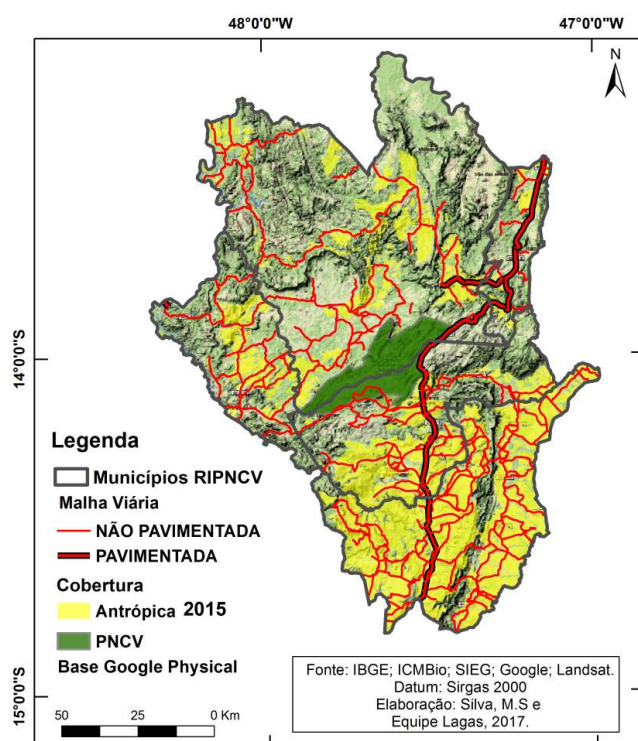 48°0'0"S
47°0'0"S
N
14°0'0"S
15°0'0"S
Legenda
Municípios RIPNCV
Malha Viária
NÃO PAVIMENTADA
PAVIMENTADA
Cobertura
Antrópica 2015
PNCV
Base Google Physical
50 25 0 Km
Fonte: IBGE; ICMBio; SIEG; Google; Landsat.
Datum: Sirgas 2000
Elaboração: Silva, M.S e
Equipe Lagas, 2017.